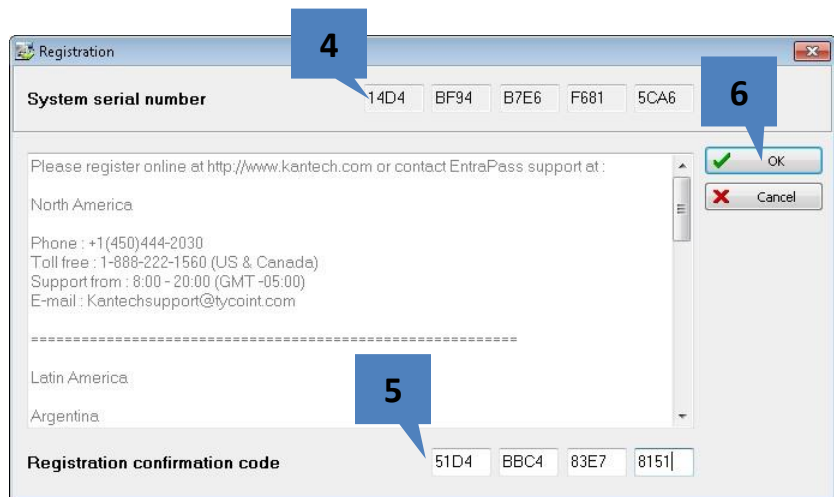 Registration
4
System serial number 14D4 BF94 B7E6 F681 5CA6
6
Please register online at http://www.kantech.com or contact EntraPass support at :
OK
North America
Cancel
Phone : +1(450)444-2030
Toll free : 1-888-222-1560 (US & Canada)
Support from : 8:00 - 20:00 (GMT -05:00)
E-mail : Kantechsupport@tycoint.com
==========================================================
Latin America
5
Argentina
Registration confirmation code 51D4 BBC4 83E7 8151